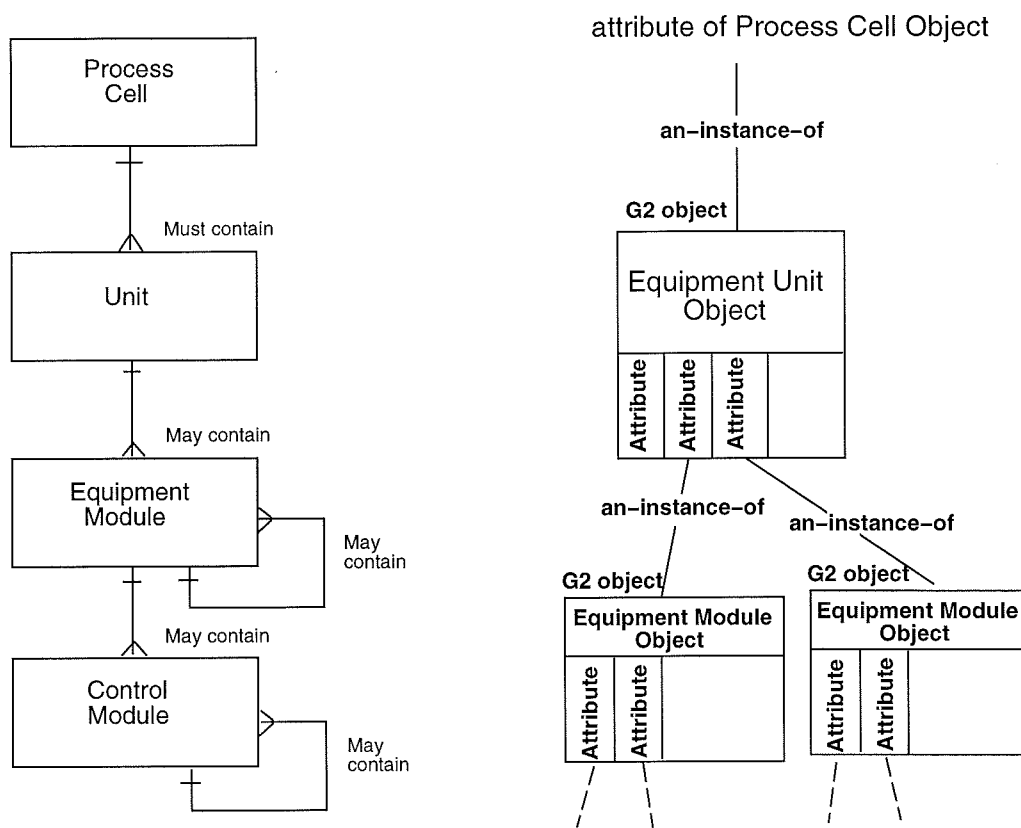 Process
Cell
Must contain
Unit
May contain
Equipment
Module
May
contain
May contain
Control
Module
May
contain
attribute of Process Cell Object
an-instance-of
G2 object
Equipment Unit
Object
Attribute
Attribute
Attribute
an-instance-of
an-instance-of
G2 object
G2 object
Equipment Module
Object
Equipment Module
Object
Attribute
Attribute
Attribute
Attribute